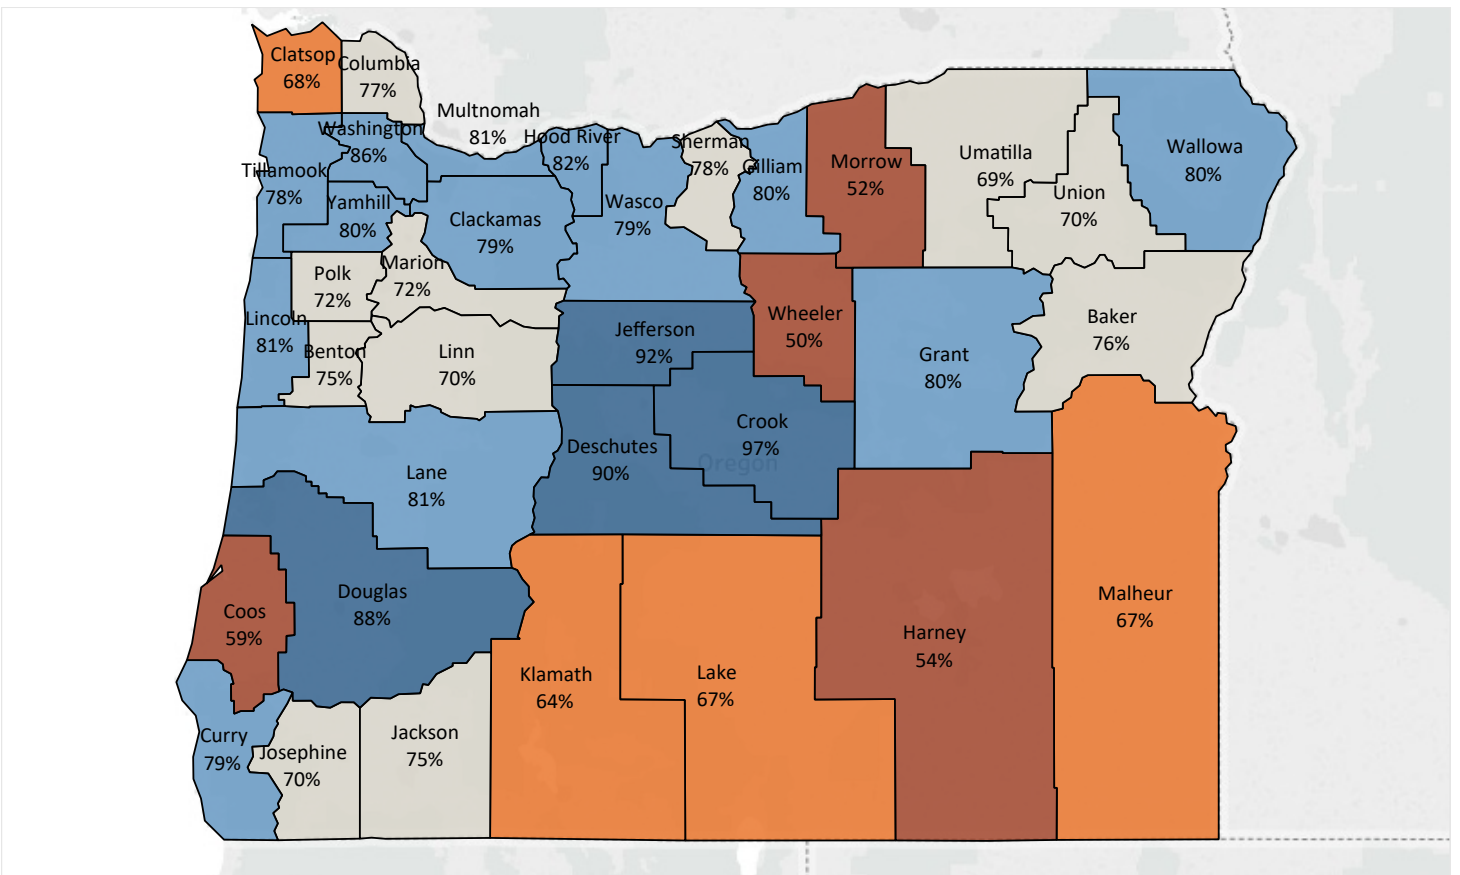 Clatsop
68%
Columbia
77%
Multnomah
81%
Washington
86%
Hood River
82%
Sherman
78%
Tillamook
78%
Yamhill
80%
Clackamas
79%
Wasco
79%
Gilliam
80%
Morrow
52%
Umatilla
69%
Union
70%
Wallowa
80%
Polk
72%
Marion
72%
Lincoln
81%
Benton
75%
Linn
70%
Jefferson
92%
Wheeler
50%
Grant
80%
Baker
76%
Lane
81%
Deschutes
90%
Crook
97%
Oregon
Coos
59%
Douglas
88%
Klamath
64%
Lake
67%
Harney
54%
Malheur
67%
Curry
79%
Josephine
70%
Jackson
75%